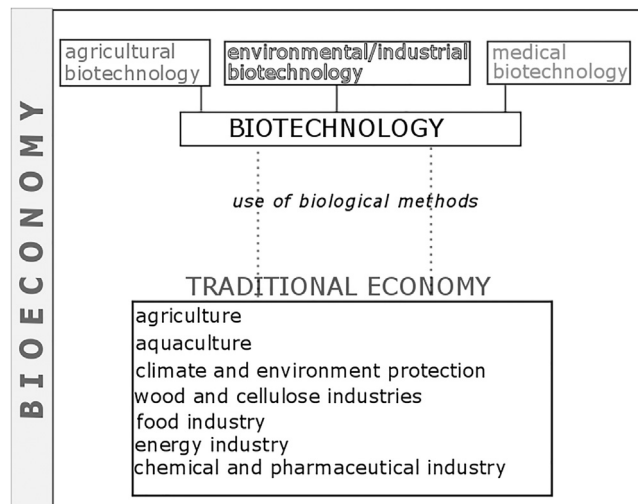 BIOECONOMY
agricultural
biotechnology
environmental/industrial
biotechnology
medical
biotechnology
BIOTECHNOLOGY
use of biological methods
TRADITIONAL ECONOMY
agriculture
aquaculture
climate and environment protection
wood and cellulose industries
food industry
energy industry
chemical and pharmaceutical industry